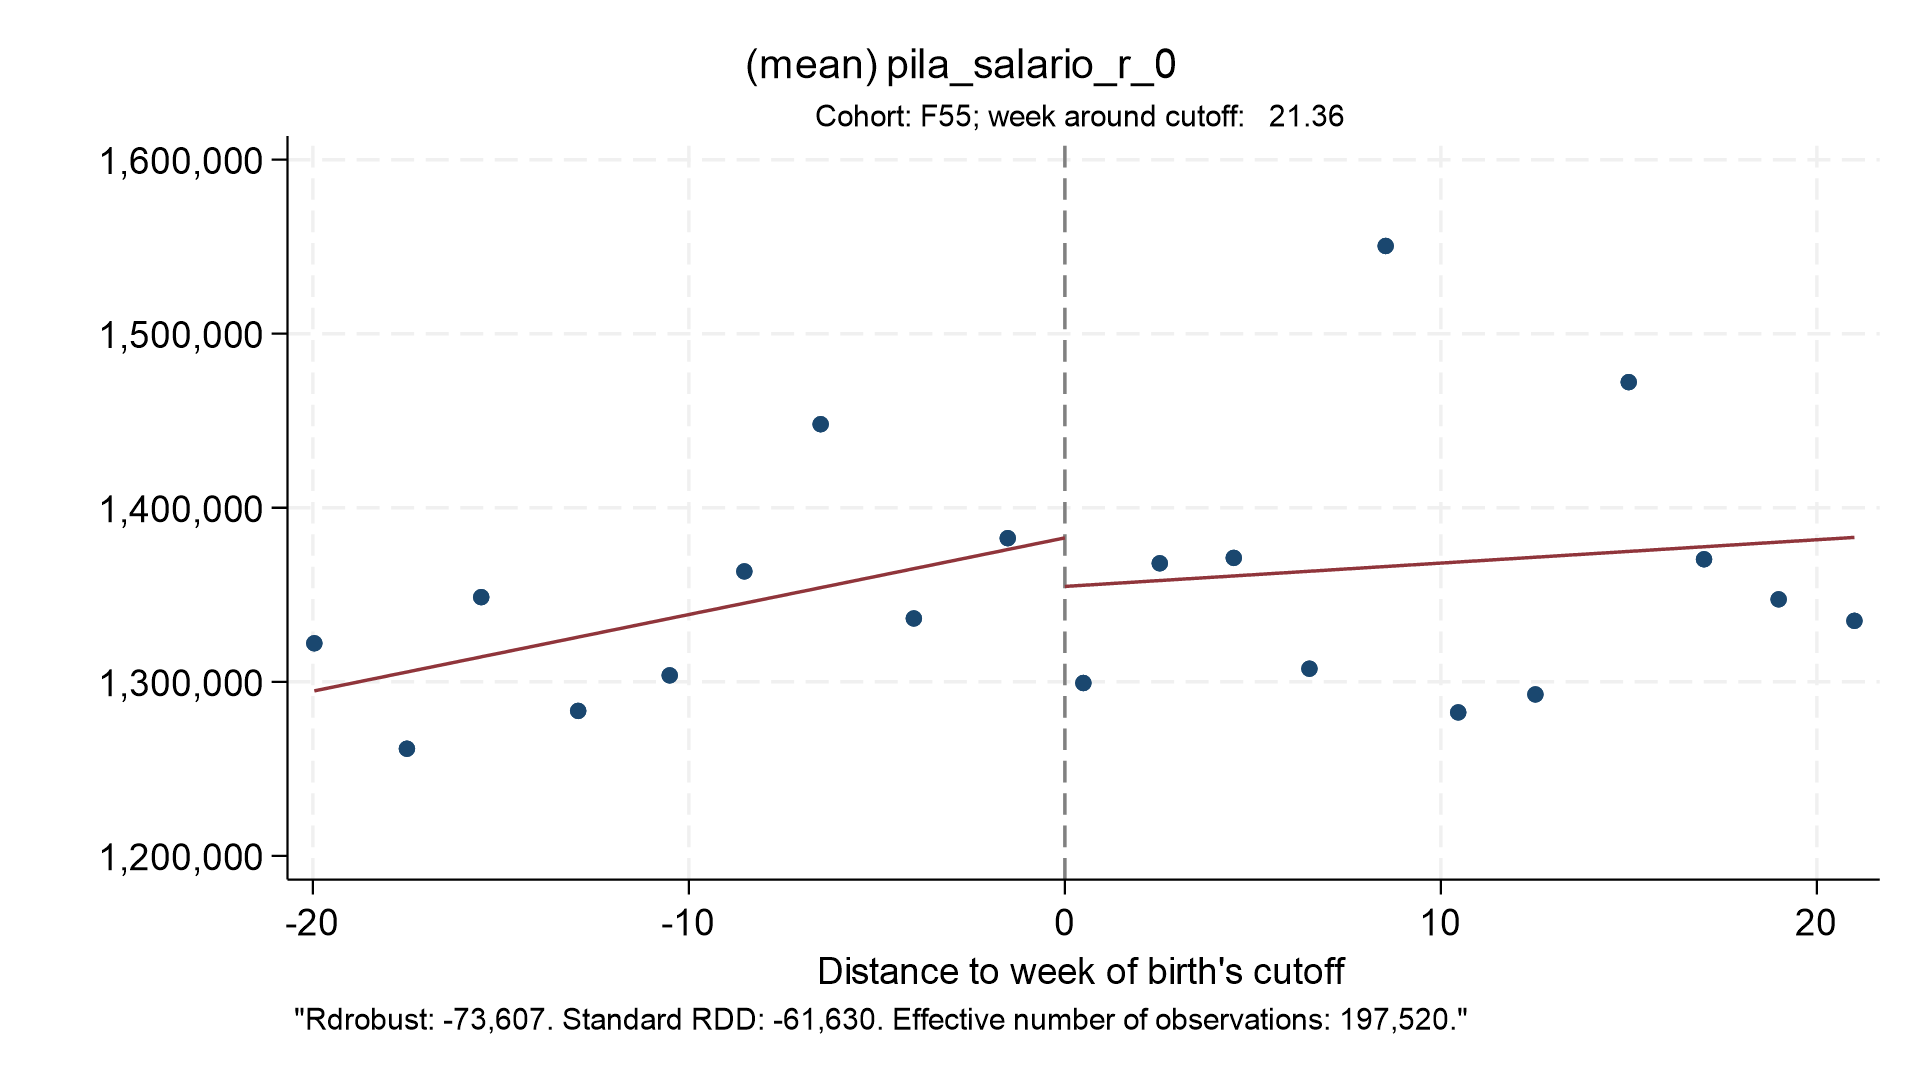 (mean) pila_salario_r_0
Cohort: F55; week around cutoff: 21.36
1,600,000
1,500,000
1,400,000
1,300,000
1,200,000
-20 -10 0 10 20
Distance to week of birth's cutoff
"Rdrobust: -73,607. Standard RDD: -61,630. Effective number of observations: 197,520."